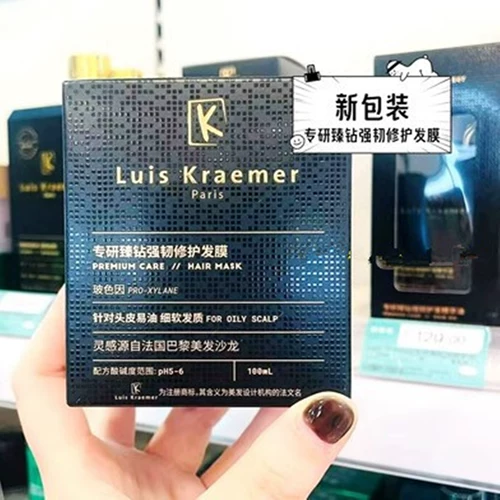 新包装
专研臻钻强韧修护发膜
K
Luis Kraemer
Paris
专研臻钻强韧修护发膜
PREMIUM CARE // HAIR MASK
玻色因 PRO-XYLANE
针对头皮易油 细软发质 FOR OILY SCALP
灵感源自法国巴黎美发沙龙
配方酸碱度范围: pH5-6
100mL
K
Luis Kraemer
为注册商标,其含义为美发设计机构的法文名